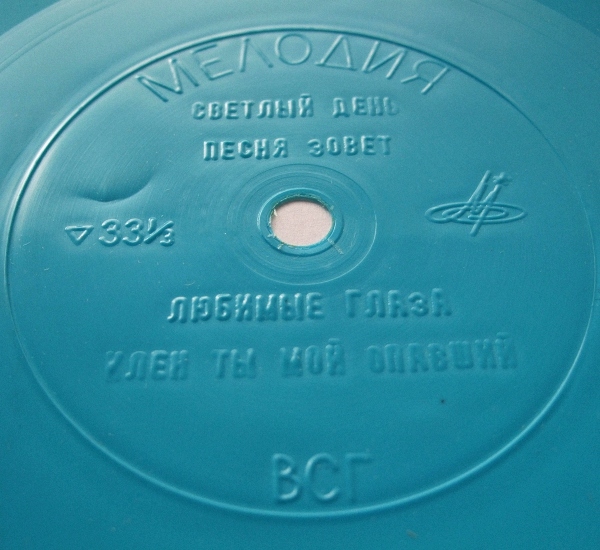 МЕЛОДИЯ
СВЕТЛЫЙ ДЕНЬ
ПЕСНЯ ЗОВЕТ
▽ 33⅓
ЛЮБИМЫЕ ГЛАЗА
КЛЕН ТЫ МОЙ ОПАВШИЙ
ВСГ